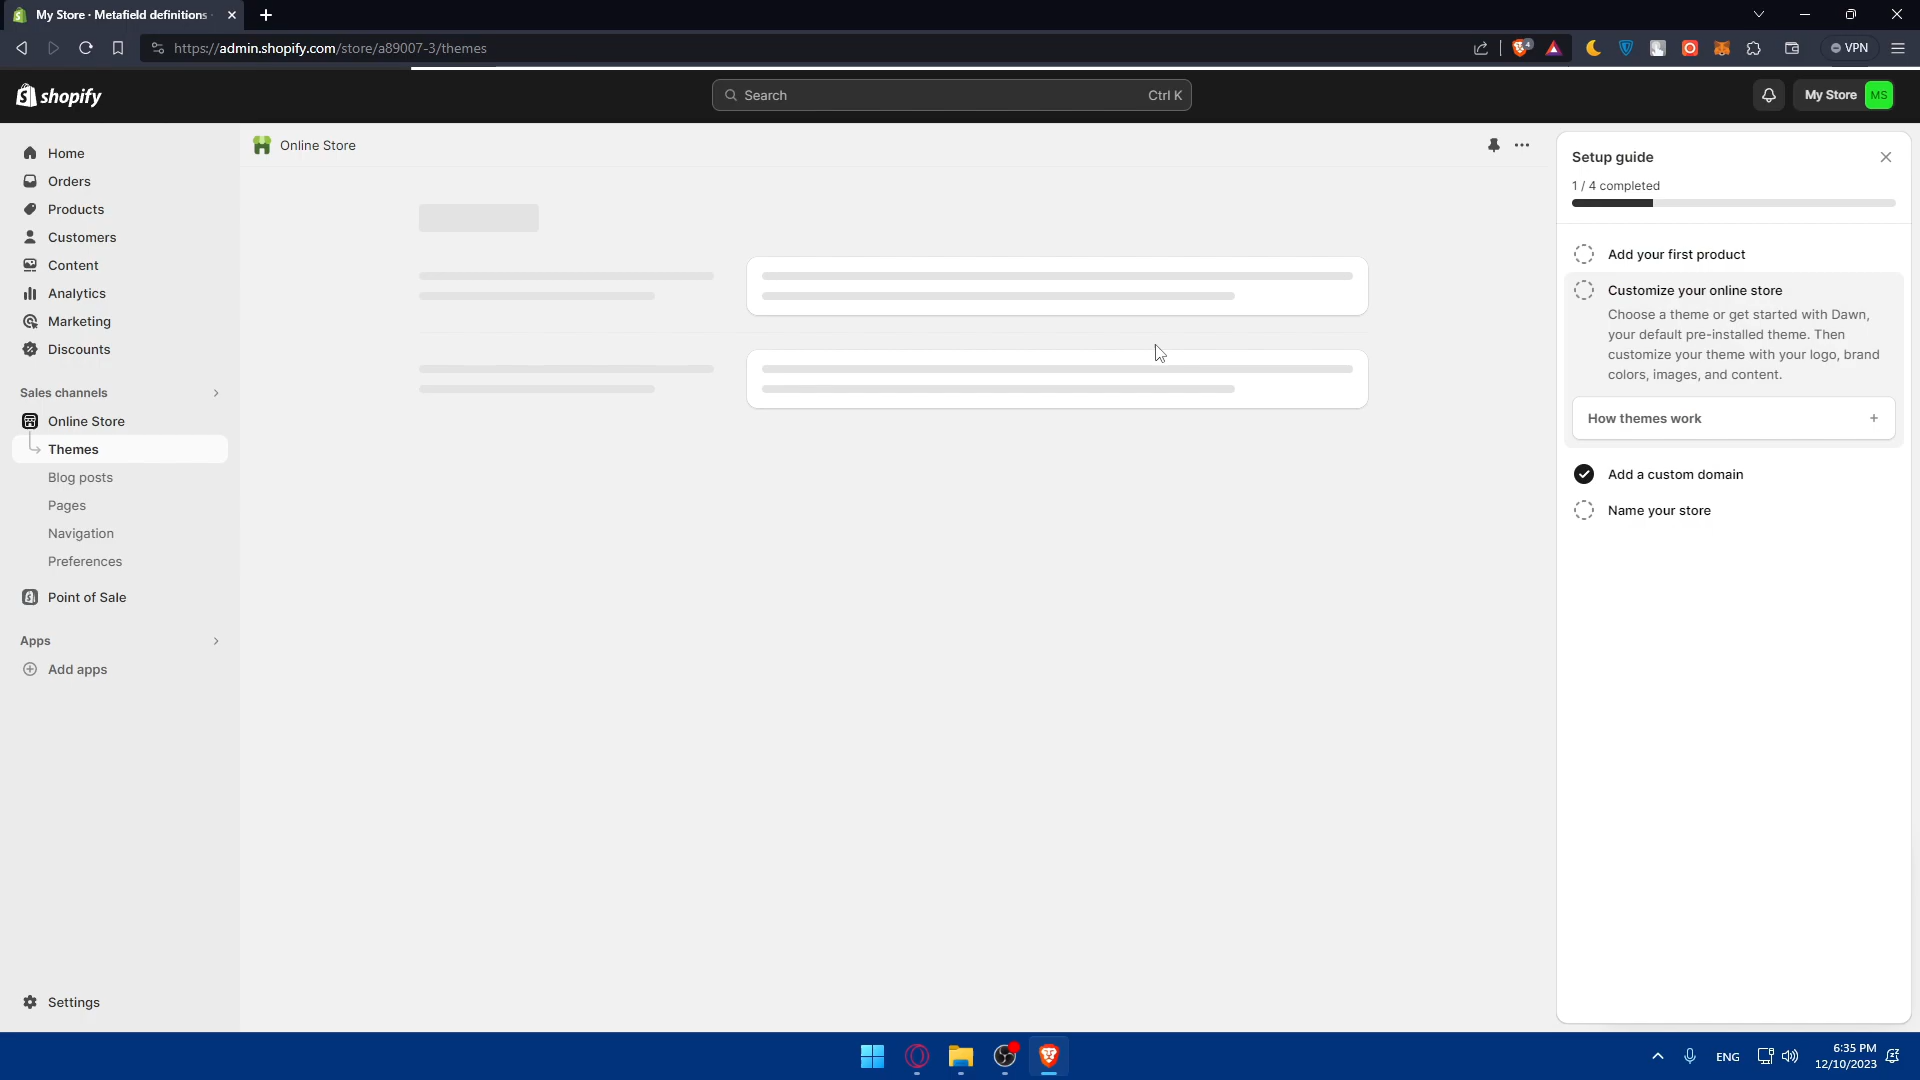 My Store · Metafield definitions
https://admin.shopify.com/store/a89007-3/themes
4
VPN
shopify
Search
Ctrl K
My Store
MS
Home
Orders
Products
Customers
Content
Analytics
Marketing
Discounts
Sales channels
Online Store
Themes
Blog posts
Pages
Navigation
Preferences
Point of Sale
Apps
Add apps
Settings
Online Store
Setup guide
1 / 4 completed
Add your first product
Customize your online store
Choose a theme or get started with Dawn,
your default pre-installed theme. Then
customize your theme with your logo, brand
colors, images, and content.
How themes work
Add a custom domain
Name your store
ENG
6:35 PM
12/10/2023